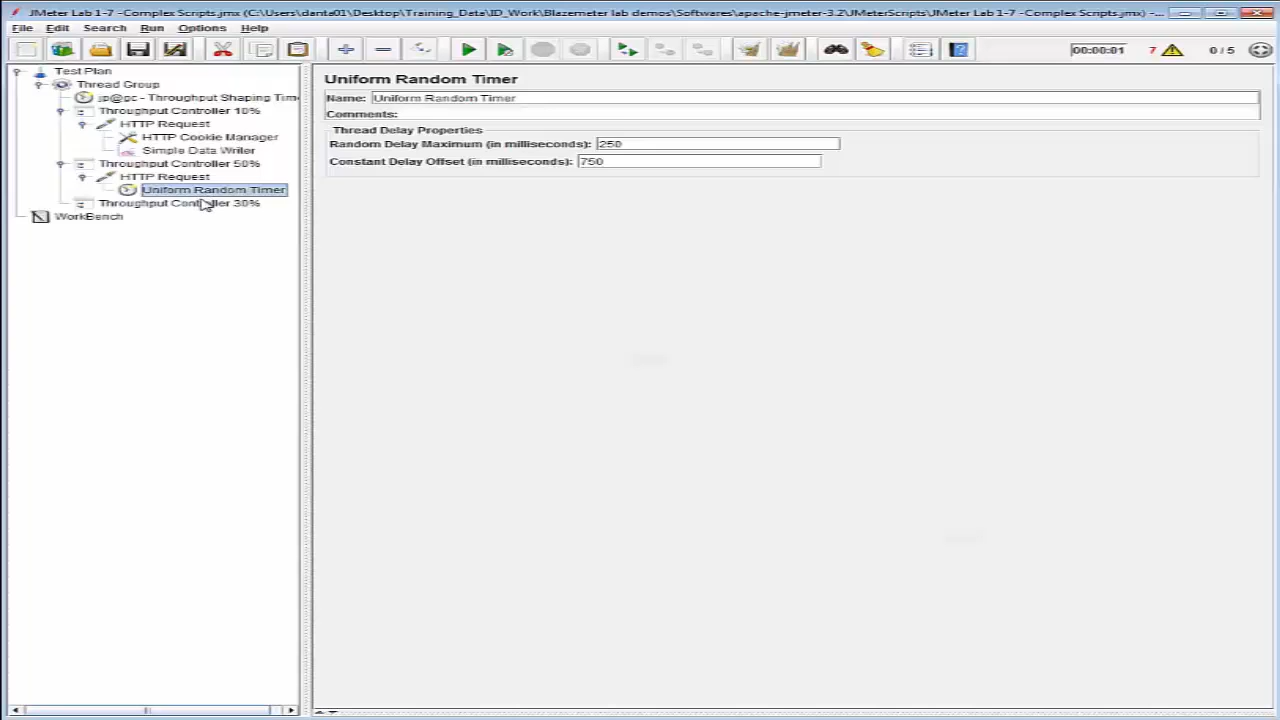 JMeter Lab 1-7 -Complex Scripts.jmx (C:\Users\danta01\Desktop\Training_Data\ID_Work\Blazemeter lab demos\Software\apache-jmeter-3.2\JMeterscripts\JMeter Lab 1-7 -Complex Scripts.jmx) -...
File Edit Search Run Options Help
00:00:01 7 0 / 5
Test Plan
Thread Group
jp@gc - Throughput Shaping Tim
Throughput Controller 10%
HTTP Request
HTTP Cookie Manager
Simple Data Writer
Throughput Controller 50%
HTTP Request
Uniform Random Timer
Throughput Controller 30%
WorkBench
Uniform Random Timer
Name: Uniform Random Timer
Comments:
Thread Delay Properties
Random Delay Maximum (in milliseconds): 250
Constant Delay Offset (in milliseconds): 750